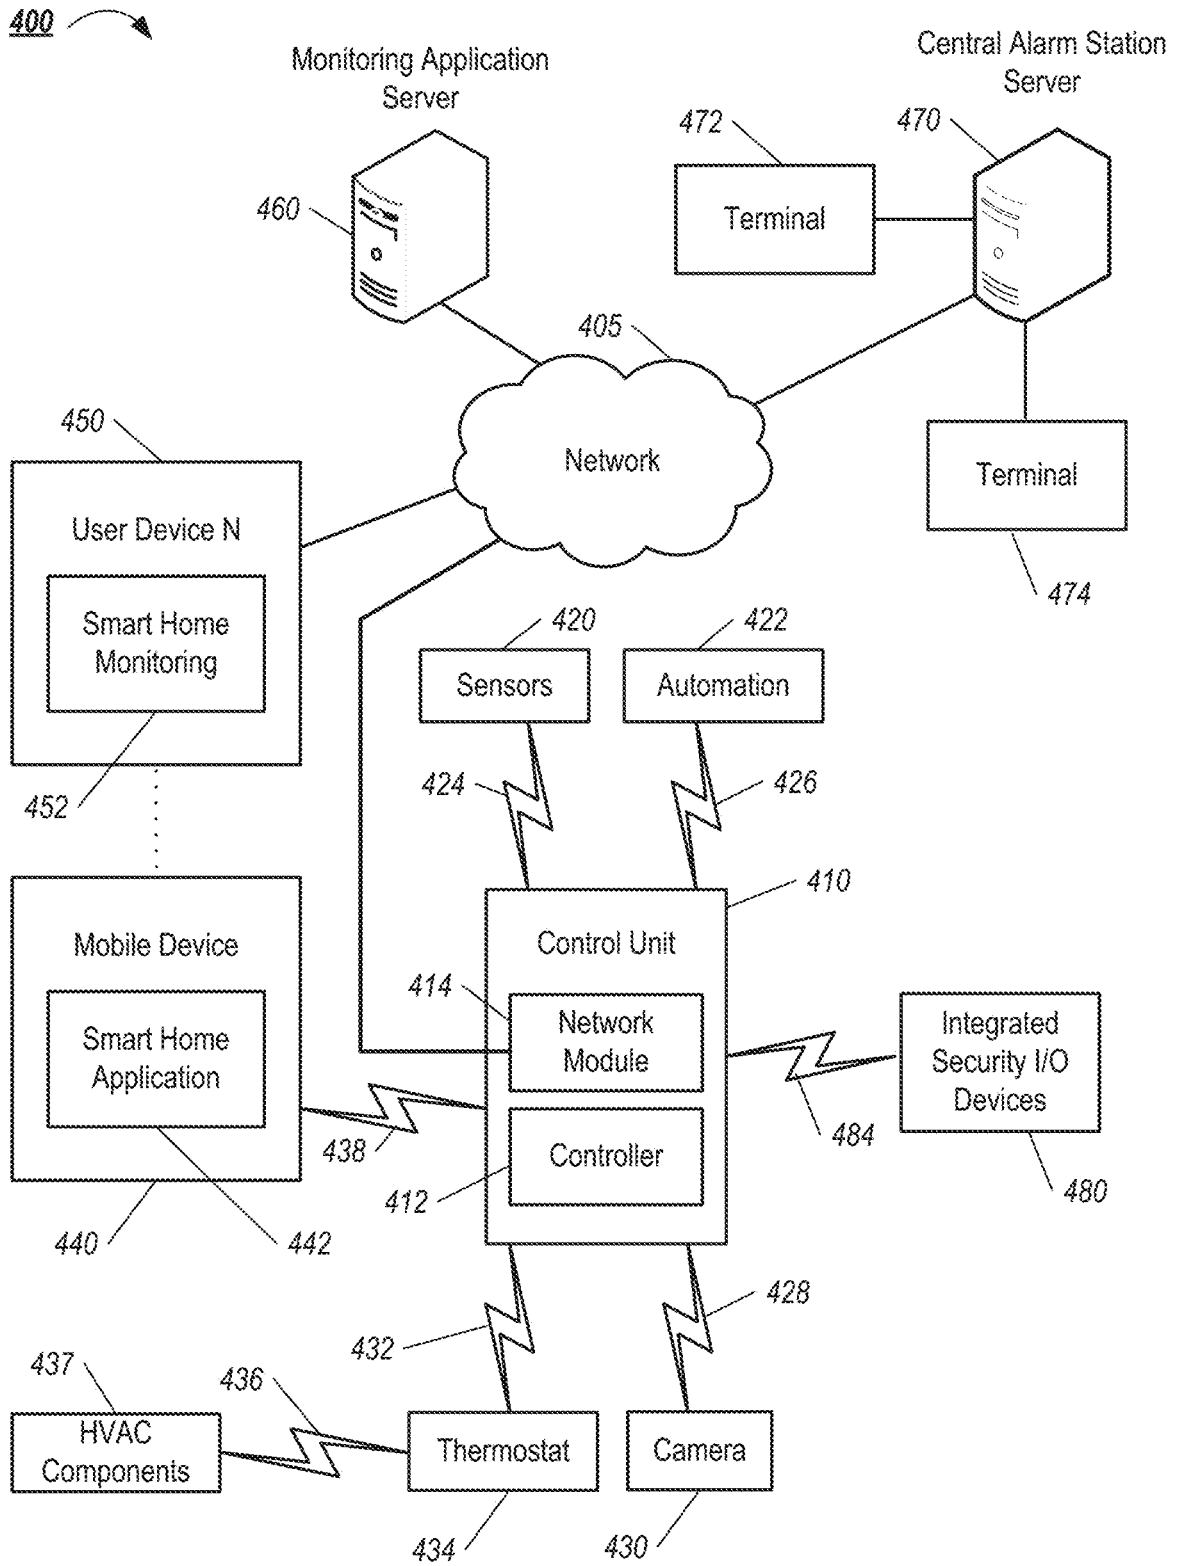 400
Monitoring Application
Server
Central Alarm Station
Server
472
470
460
Terminal
405
450
Network
Terminal
User Device N
474
Smart Home
Monitoring
420
422
Sensors
Automation
452
424
426
410
Mobile Device
Control Unit
414
Smart Home
Application
Network
Module
Integrated
Security I/O
Devices
438
484
Controller
412
480
440
442
428
432
437
436
HVAC
Components
Thermostat
Camera
434
430